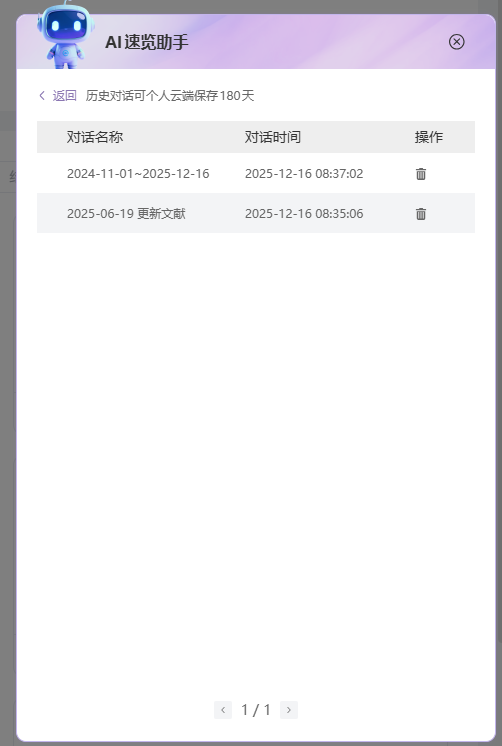 AI速览助手
返回 历史对话可个人云端保存180天
对话名称 对话时间 操作
2024-11-01~2025-12-16 2025-12-16 08:37:02
2025-06-19 更新文献 2025-12-16 08:35:06
1 / 1